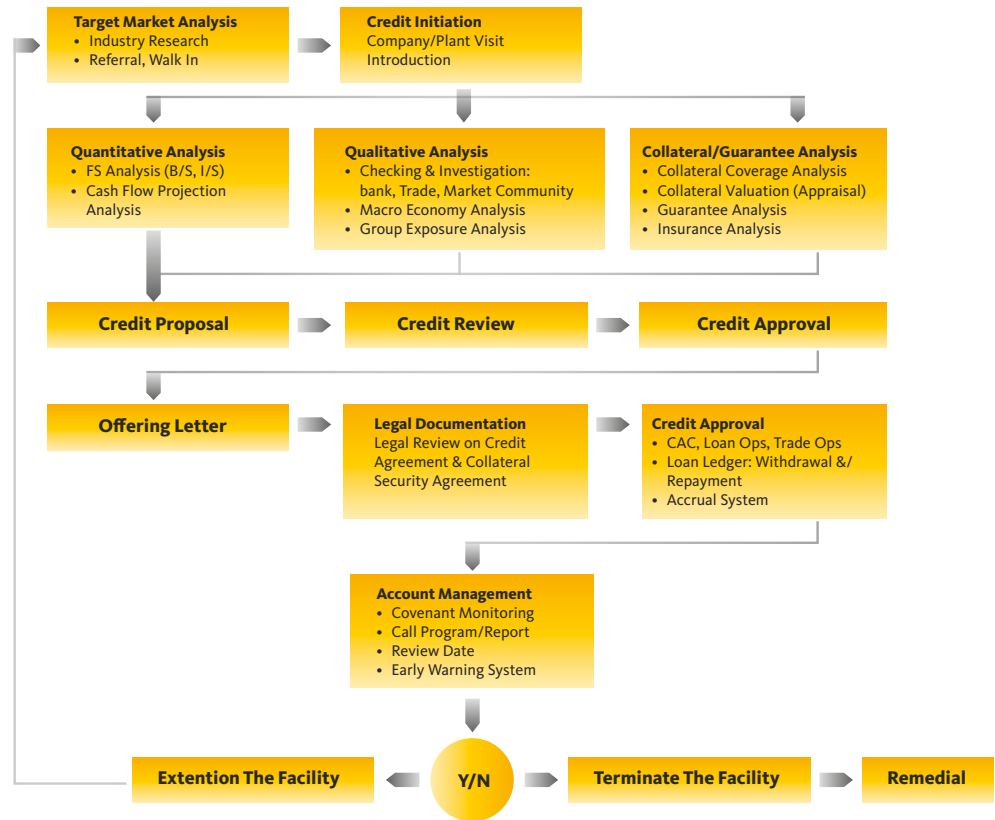 Target Market Analysis
• Industry Research
• Referral, Walk In
Credit Initiation
Company/Plant Visit
Introduction
Quantitative Analysis
• FS Analysis (B/S, I/S)
• Cash Flow Projection
Analysis
Qualitative Analysis
• Checking & Investigation:
bank, Trade, Market Community
• Macro Economy Analysis
• Group Exposure Analysis
Collateral/Guarantee Analysis
• Collateral Coverage Analysis
• Collateral Valuation (Appraisal)
• Guarantee Analysis
• Insurance Analysis
Credit Proposal
Credit Review
Credit Approval
Offering Letter
Legal Documentation
Legal Review on Credit
Agreement & Collateral
Security Agreement
Credit Approval
• CAC, Loan Ops, Trade Ops
• Loan Ledger: Withdrawal &/
Repayment
• Accrual System
Account Management
• Covenant Monitoring
• Call Program/Report
• Review Date
• Early Warning System
Extention The Facility
Y/N
Terminate The Facility
Remedial